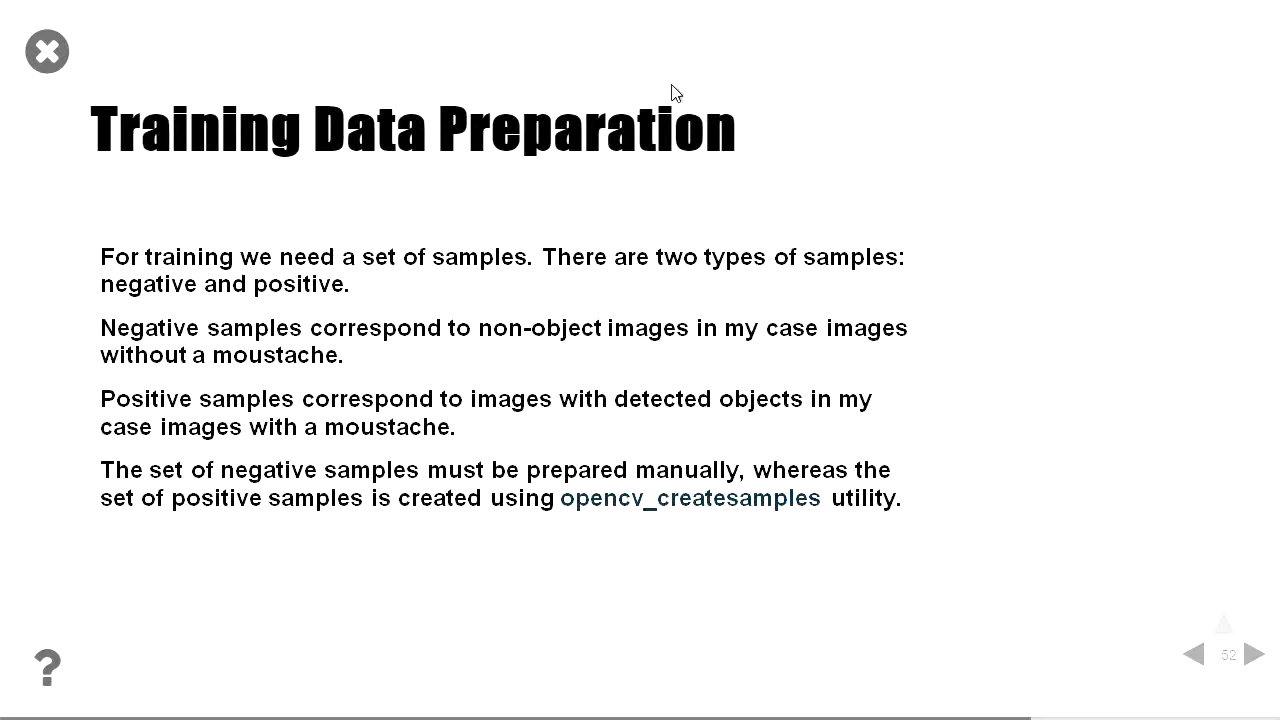 Training Data Preparation
For training we need a set of samples. There are two types of samples:
negative and positive.
Negative samples correspond to non-object images in my case images
without a moustache.
Positive samples correspond to images with detected objects in my
case images with a moustache.
The set of negative samples must be prepared manually, whereas the
set of positive samples is created using opencv_createsamples utility.
?
52